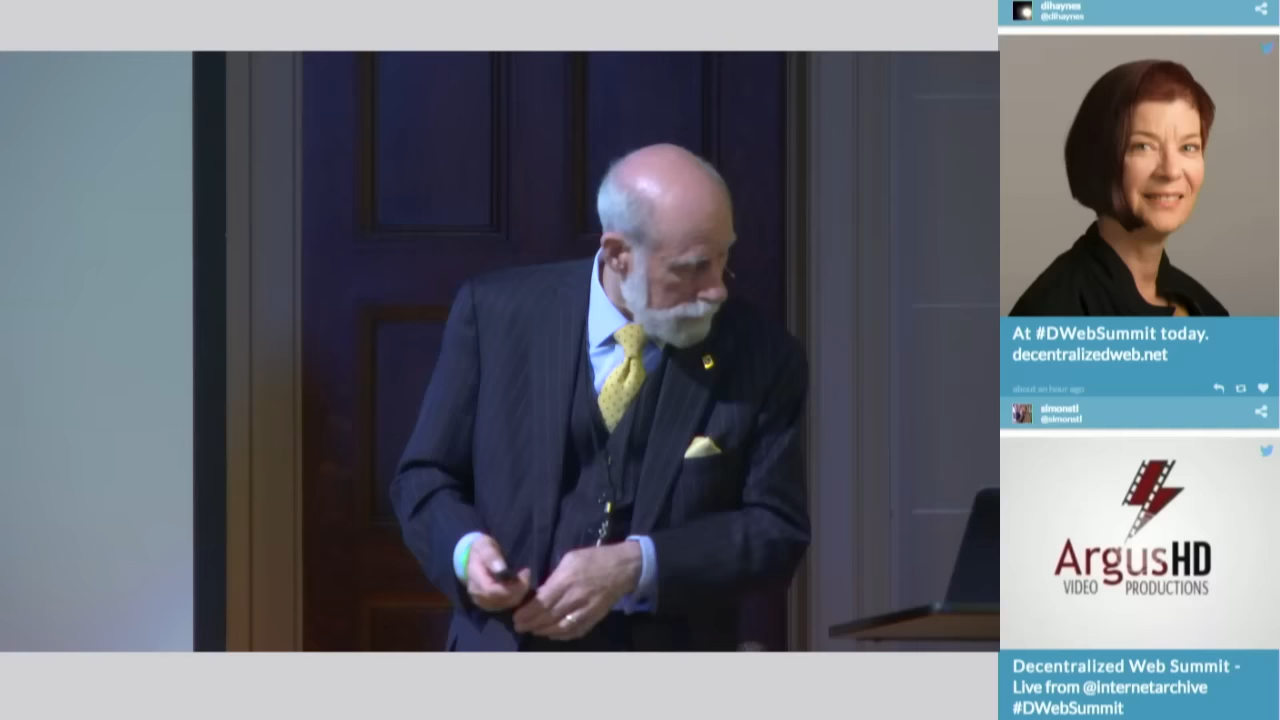 dlhaynes
@dlhaynes
At #DWebSummit today.
decentralizedweb.net
about an hour ago
simonstl
@simonstl
ArgusHD
VIDEO PRODUCTIONS
Decentralized Web Summit -
Live from @internetarchive
#DWebSummit